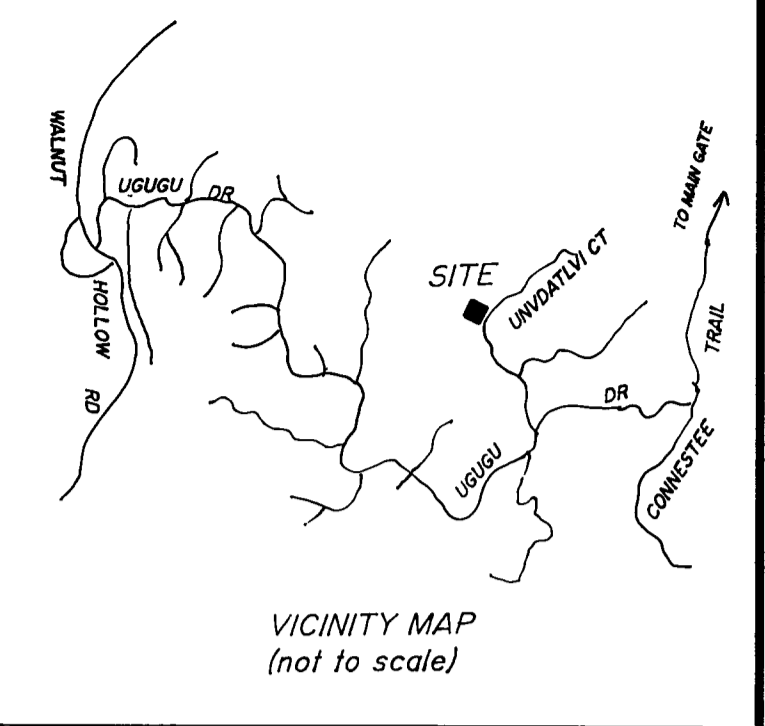 WALNUT
HOLLOW
RD
UGUGU
DR
SITE
UNVDATLVI CT
TO MAIN GATE
TRAIL
CONNESTEE
DR
UGUGU
VICINITY MAP
(not to scale)